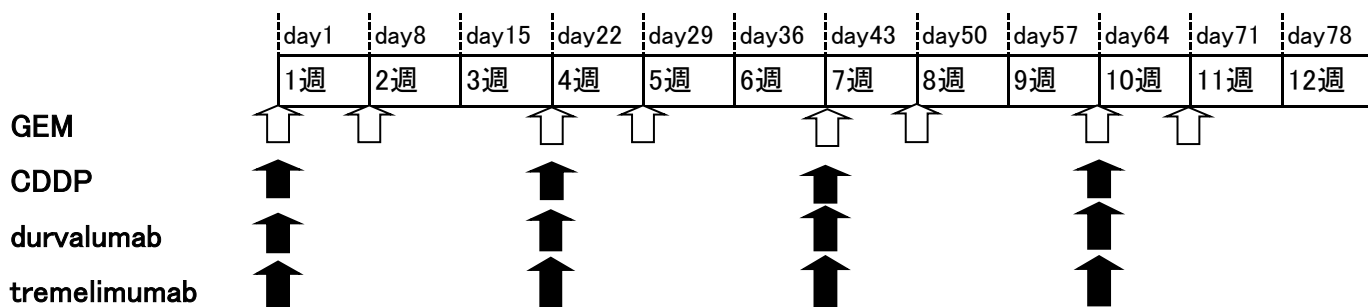 day1 day8 day15 day22 day29 day36 day43 day50 day57 day64 day71 day78
1週 2週 3週 4週 5週 6週 7週 8週 9週 10週 11週 12週
GEM
CDDP
durvalumab
tremelimumab